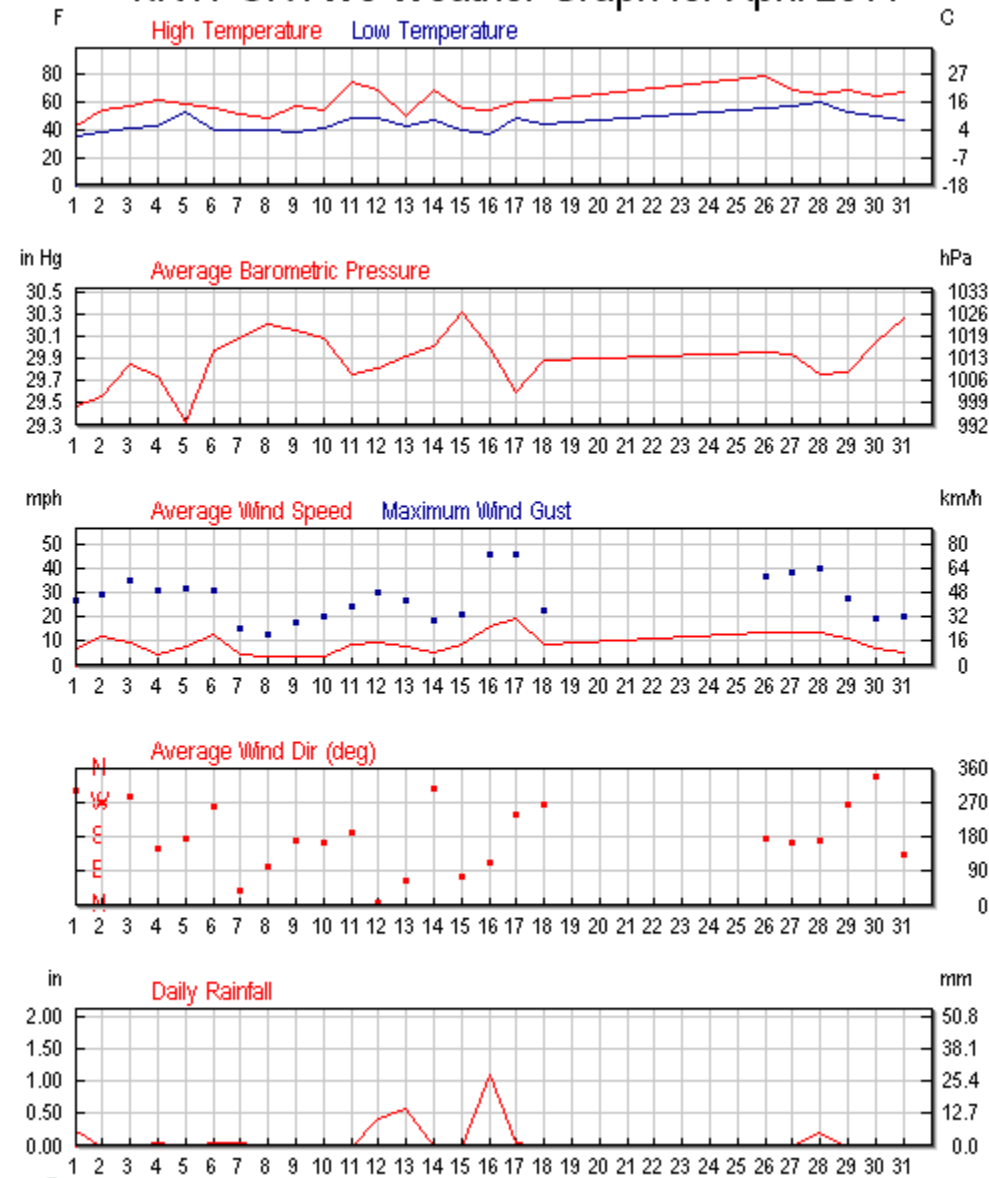 Weather Graph for April
F High Temperature Low Temperature C
80 27
60 16
40 4
20 -7
0 -18
1 2 3 4 5 6 7 8 9 10 11 12 13 14 15 16 17 18 19 20 21 22 23 24 25 26 27 28 29 30 31
in Hg Average Barometric Pressure hPa
30.5 1033
30.3 1026
30.1 1019
29.9 1013
29.7 1006
29.5 999
29.3 992
1 2 3 4 5 6 7 8 9 10 11 12 13 14 15 16 17 18 19 20 21 22 23 24 25 26 27 28 29 30 31
mph Average Wind Speed Maximum Wind Gust km/h
50 80
40 64
30 48
20 32
10 16
0 0
1 2 3 4 5 6 7 8 9 10 11 12 13 14 15 16 17 18 19 20 21 22 23 24 25 26 27 28 29 30 31
Average Wind Dir (deg)
N 360
W 270
S 180
E 90
N 0
1 2 3 4 5 6 7 8 9 10 11 12 13 14 15 16 17 18 19 20 21 22 23 24 25 26 27 28 29 30 31
in Daily Rainfall mm
2.00 50.8
1.50 38.1
1.00 25.4
0.50 12.7
0.00 0.0
1 2 3 4 5 6 7 8 9 10 11 12 13 14 15 16 17 18 19 20 21 22 23 24 25 26 27 28 29 30 31